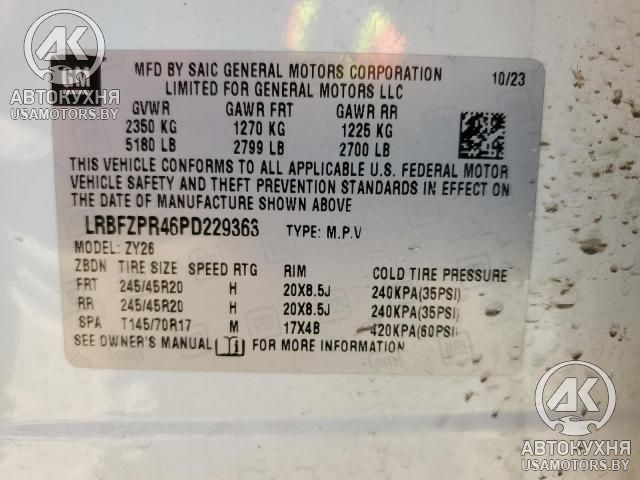 GM
MFD BY SAIC GENERAL MOTORS CORPORATION 10/23
LIMITED FOR GENERAL MOTORS LLC
GVWR GAWR FRT GAWR RR
2350 KG 1270 KG 1225 KG
5180 LB 2799 LB 2700 LB
THIS VEHICLE CONFORMS TO ALL APPLICABLE U.S. FEDERAL MOTOR
VEHICLE SAFETY AND THEFT PREVENTION STANDARDS IN EFFECT ON
THE DATE OF MANUFACTURE SHOWN ABOVE.
LRBFZPR46PD229363 TYPE: M.P.V
MODEL: ZY26
ZBDN TIRE SIZE SPEED RTG RIM COLD TIRE PRESSURE
FRT 245/45R20 H 20X8.5J 240KPA(35PSI)
RR 245/45R20 H 20X8.5J 240KPA(35PSI)
SPA T145/70R17 M 17X4B 420KPA(60PSI)
SEE OWNER'S MANUAL FOR MORE INFORMATION
АК
АВТОКУХНЯ
USAMOTORS.BY
АК
АВТОКУХНЯ
USAMOTORS.BY